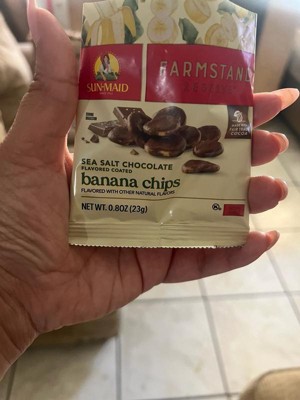 SUN-MAID
FARMSTAND
SEA SALT CHOCOLATE
FLAVORED COATED
banana chips
FLAVORED WITH OTHER NATURAL FLAVORS
NET WT. 0.8OZ (23g)